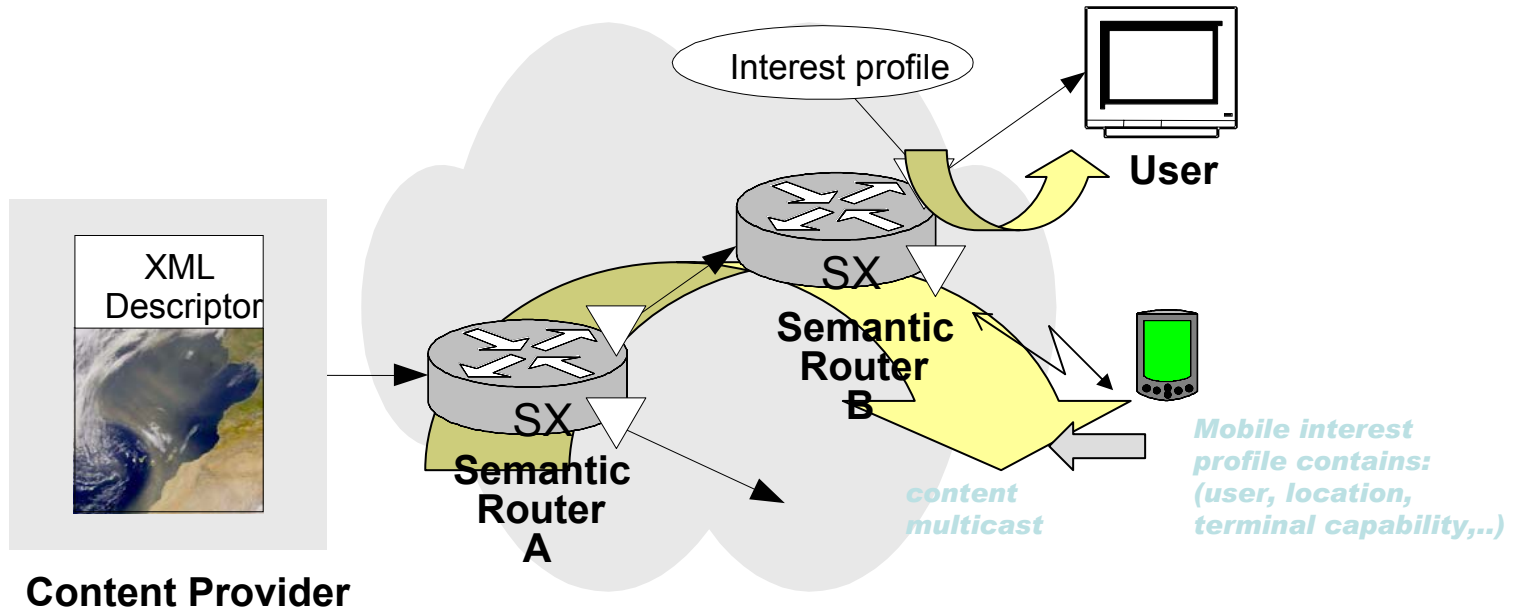 Interest profile
User
XML
Descriptor
SX
Semantic
Router
B
SX
Semantic
Router
A
content
multicast
Mobile interest
profile contains:
(user, location,
terminal capability,..)
Content Provider